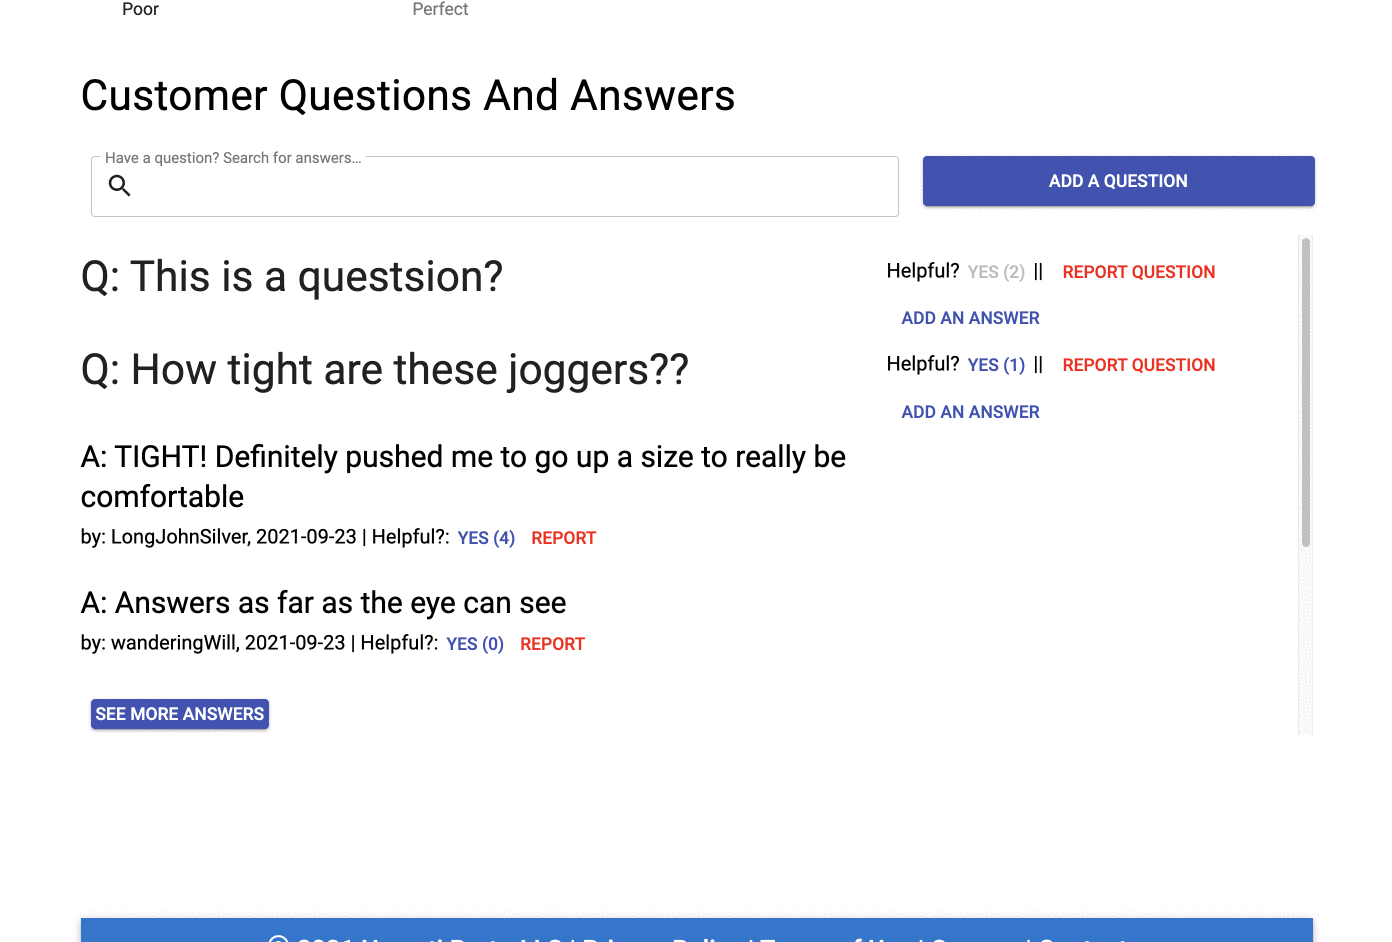 Poor Perfect
Customer Questions And Answers
Have a question? Search for answers...
ADD A QUESTION
Q: This is a questsion?
Helpful? YES (2) || REPORT QUESTION
ADD AN ANSWER
Q: How tight are these joggers??
Helpful? YES (1) || REPORT QUESTION
ADD AN ANSWER
A: TIGHT! Definitely pushed me to go up a size to really be
comfortable
by: LongJohnSilver, 2021-09-23 | Helpful?: YES (4) REPORT
A: Answers as far as the eye can see
by: wanderingWill, 2021-09-23 | Helpful?: YES (0) REPORT
SEE MORE ANSWERS